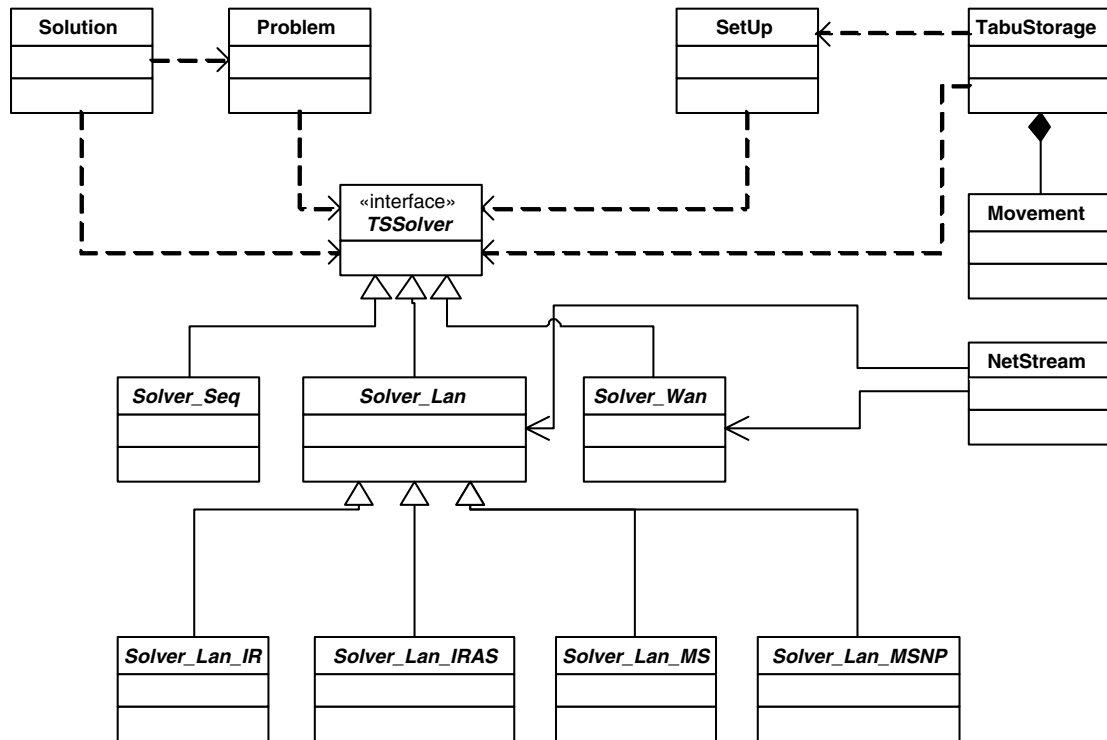 Solution
Problem
SetUp
TabuStorage
«interface»
TSSolver
Movement
NetStream
Solver_Seq
Solver_Lan
Solver_Wan
Solver_Lan_IR
Solver_Lan_IRAS
Solver_Lan_MS
Solver_Lan_MSNP